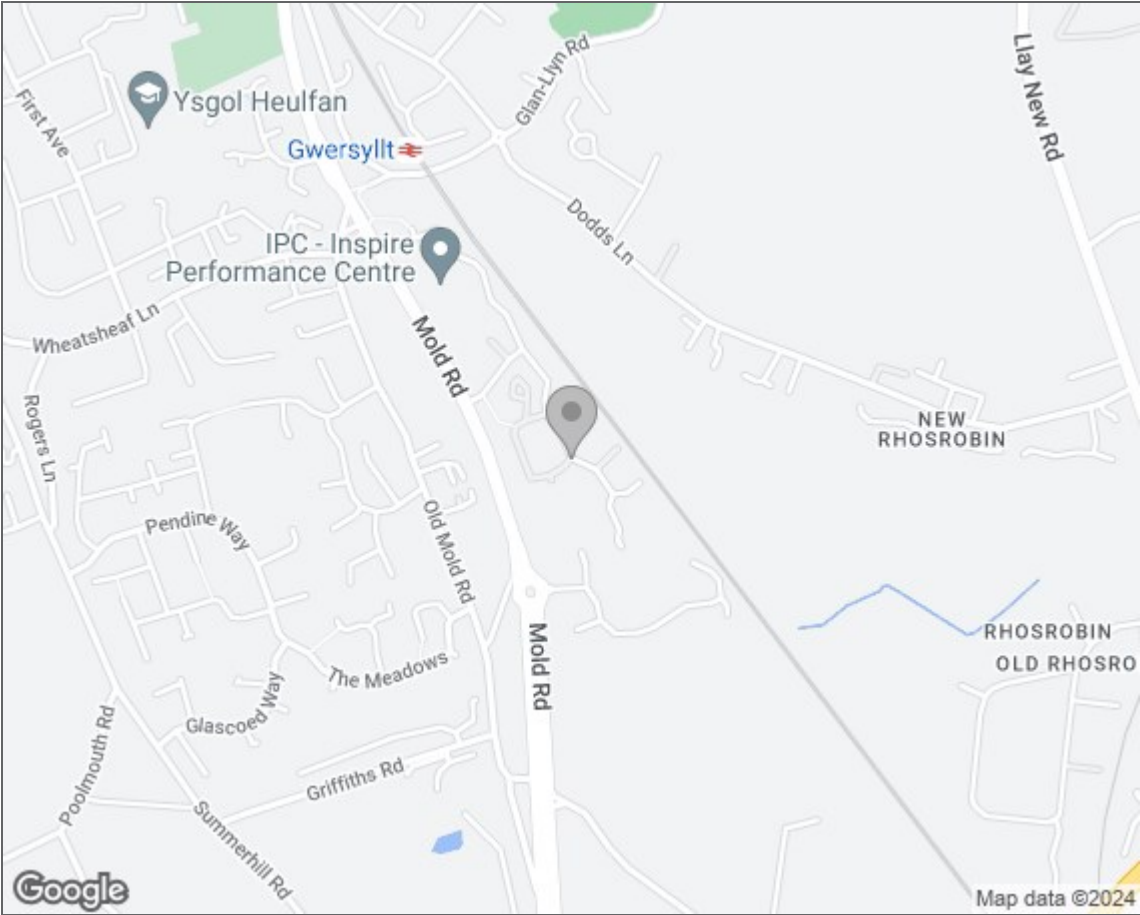 Ysgol Heulfan
First Ave
Glan-Llyn Rd
Llay New Rd
Gwersyllt
Dodds Ln
IPC - Inspire
Performance Centre
Wheatsheaf Ln
Mold Rd
Rogers Ln
NEW
RHOSROBIN
Pendine Way
Old Mold Rd
RHOSROBIN
OLD RHOSRO
Mold Rd
The Meadows
Glascoed Way
Poolmouth Rd
Griffiths Rd
Summerhill Rd
Google
Map data ©2024